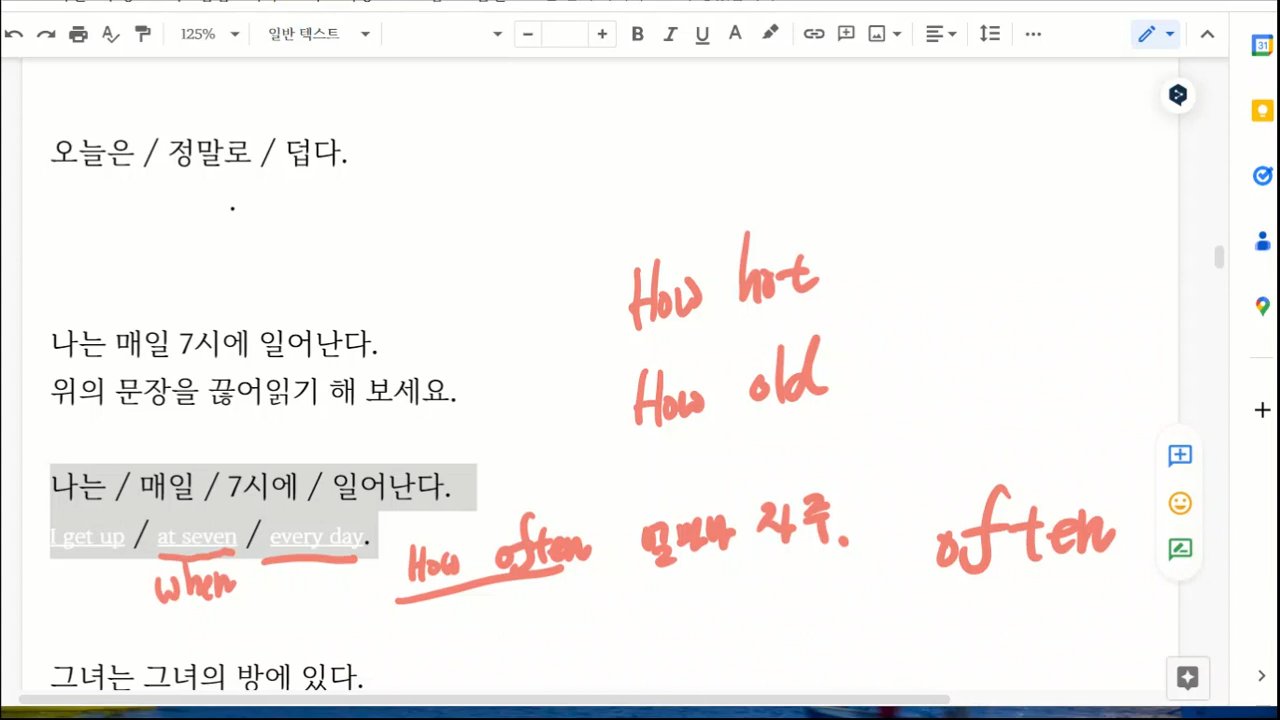 125% 일반 텍스트 B I U A
31
오늘은 / 정말로 / 덥다.
.
How hot
나는 매일 7시에 일어난다.
위의 문장을 끊어읽기 해 보세요.
How old
나는 / 매일 / 7시에 / 일어난다.
I get up / at seven / every day.
when
How often 얼마나 자주.
often
그녀는 그녀의 방에 있다.